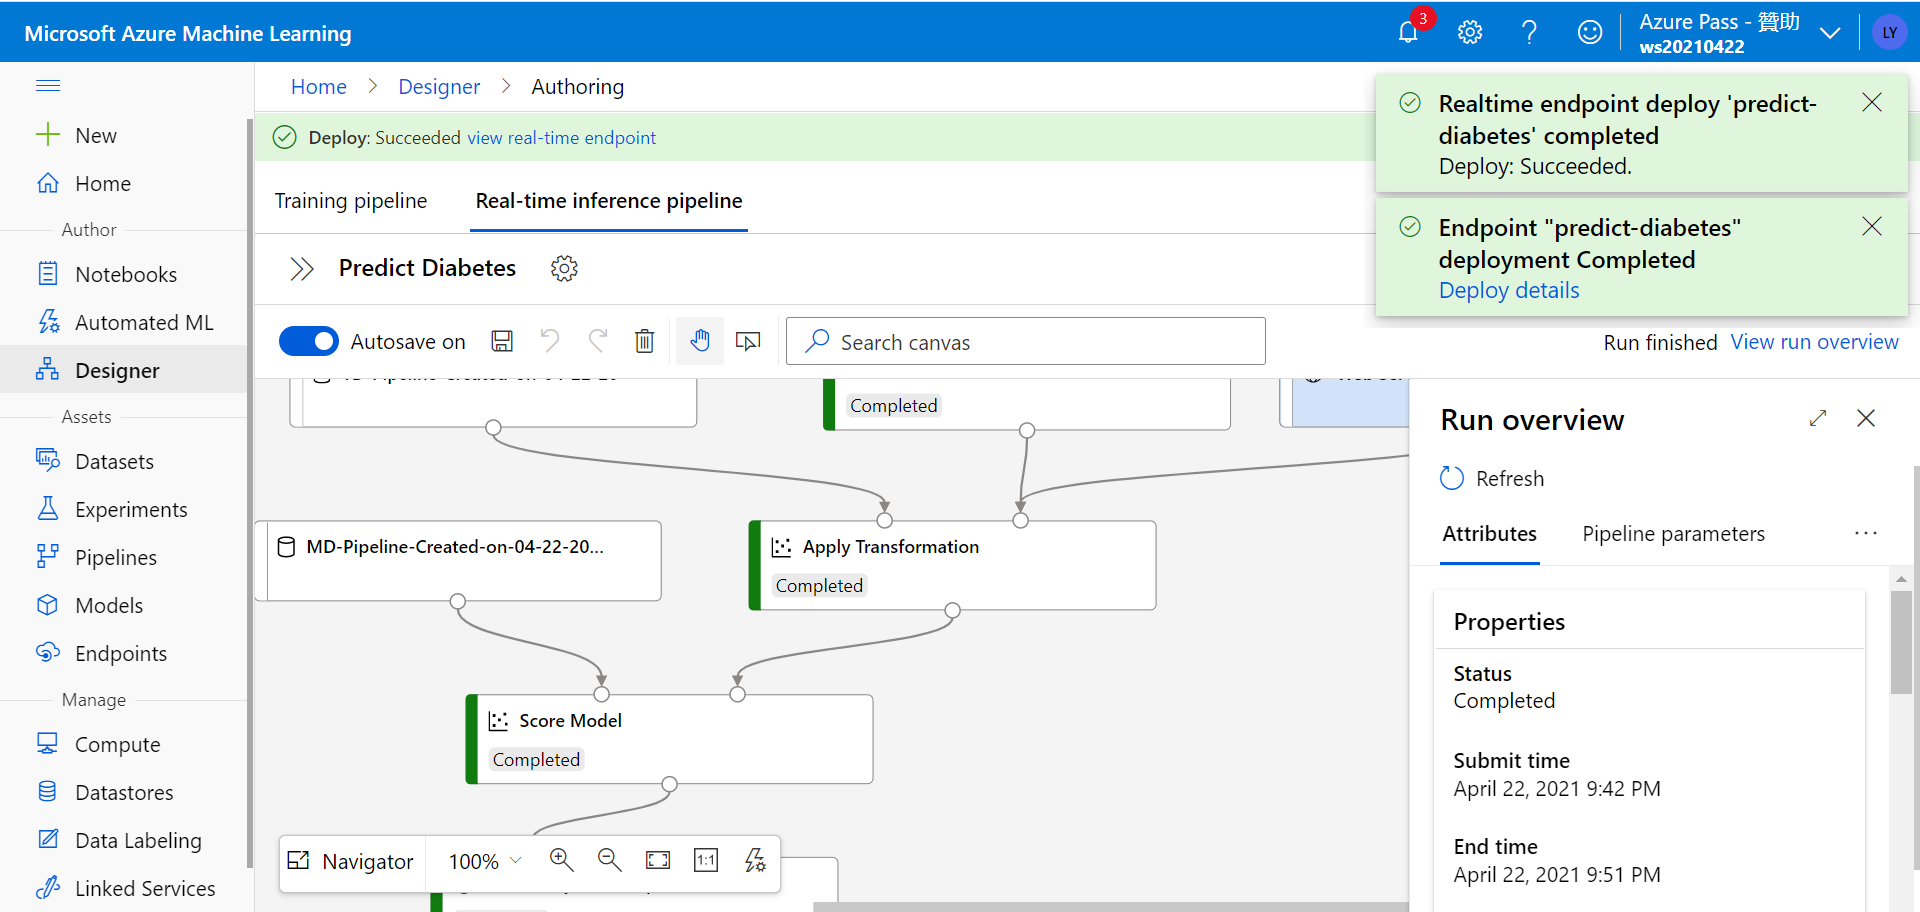 Microsoft Azure Machine Learning
3
Azure Pass - 贊助
ws20210422
LY
New
Home
Author
Notebooks
Automated ML
Designer
Assets
Datasets
Experiments
Pipelines
Models
Endpoints
Manage
Compute
Datastores
Data Labeling
Linked Services
Home > Designer > Authoring
Deploy: Succeeded view real-time endpoint
Training pipeline
Real-time inference pipeline
Predict Diabetes
Autosave on
Search canvas
Run finished View run overview
Realtime endpoint deploy 'predict-
diabetes' completed
Deploy: Succeeded.
Endpoint "predict-diabetes"
deployment Completed
Deploy details
Completed
MD-Pipeline-Created-on-04-22-20...
Apply Transformation
Completed
Score Model
Completed
Navigator
100%
1:1
Run overview
Refresh
Attributes
Pipeline parameters
Properties
Status
Completed
Submit time
April 22, 2021 9:42 PM
End time
April 22, 2021 9:51 PM